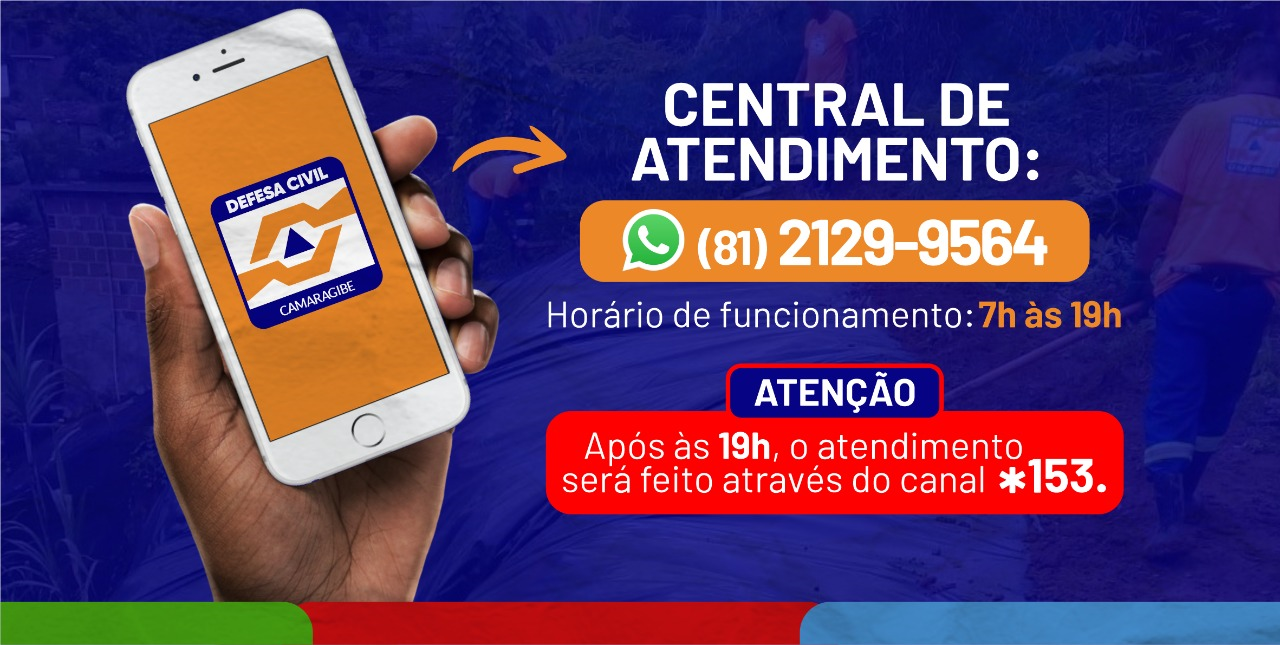 DEFESA CIVIL
CAMARAGIBE
CENTRAL DE
ATENDIMENTO:
(81) 2129-9564
Horário de funcionamento: 7h às 19h
ATENÇÃO
Após às 19h, o atendimento
será feito através do canal *153.